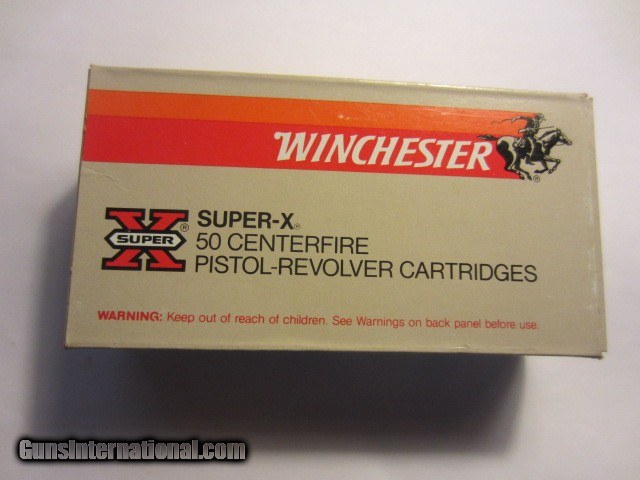 WINCHESTER
®
X SUPER ®
SUPER-X®
50 CENTERFIRE
PISTOL-REVOLVER CARTRIDGES
WARNING: Keep out of reach of children. See Warnings on back panel before use.
GunsInternational.com